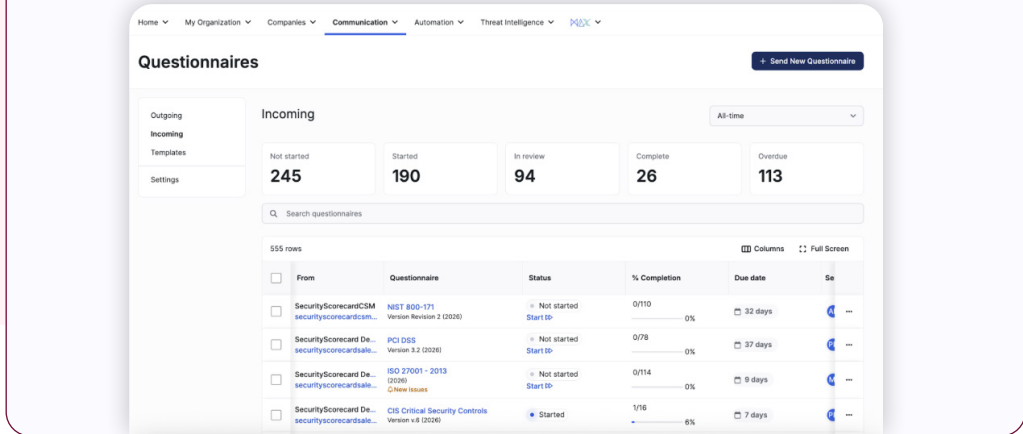 Home My Organization Companies Communication Automation Threat Intelligence MAX
Questionnaires
+ Send New Questionnaire
Outgoing
Incoming
Templates
Settings
Incoming
All-time
Not started
245
Started
190
In review
94
Complete
26
Overdue
113
Search questionnaires
555 rows
Columns Full Screen
From Questionnaire Status % Completion Due date Se
SecurityScorecardCSM NIST 800-171 Not started 0/110 32 days
securityscorecardcsm... Version Revision 2 (2026) Start 0% ...
SecurityScorecard De... PCI DSS Not started 0/78 37 days
securityscorecardsale... Version 3.2 (2026) Start 0% ...
SecurityScorecard De... ISO 27001 - 2013 Not started 0/114 9 days
securityscorecardsale... (2026) Start 0% ...
New Issues
SecurityScorecard De... CIS Critical Security Controls Started 1/16 7 days
securityscorecardsale... Version v.6 (2026) 6% ...